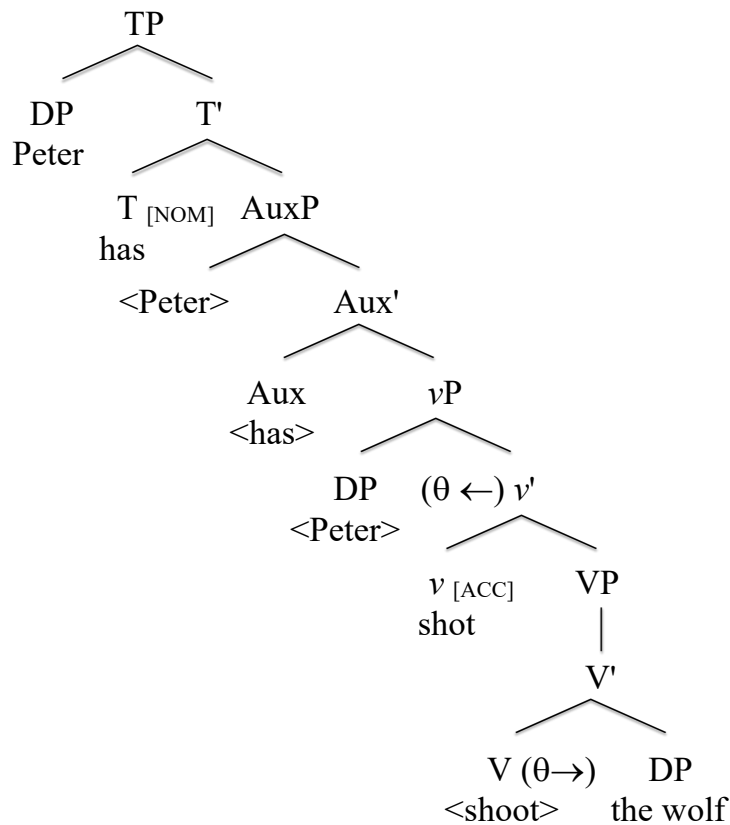 TP
DP T'
Peter
T [NOM] AuxP
has
<Peter> Aux'
Aux vP
<has>
DP (θ ←) v'
<Peter>
v [ACC] VP
shot
V'
V (θ→) DP
<shoot> the wolf